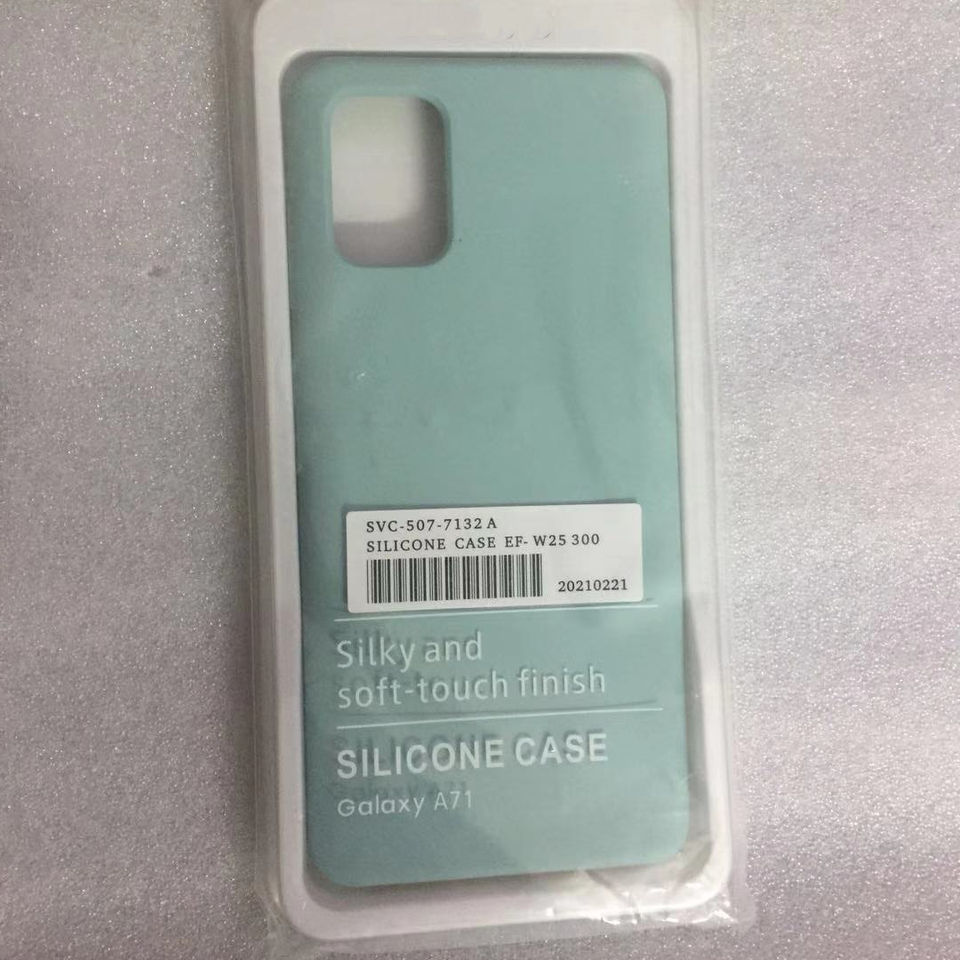 SVC-507-7132 A
SILICONE CASE EF- W25 300
20210221
Silky and
soft-touch finish
SILICONE CASE
Galaxy A71